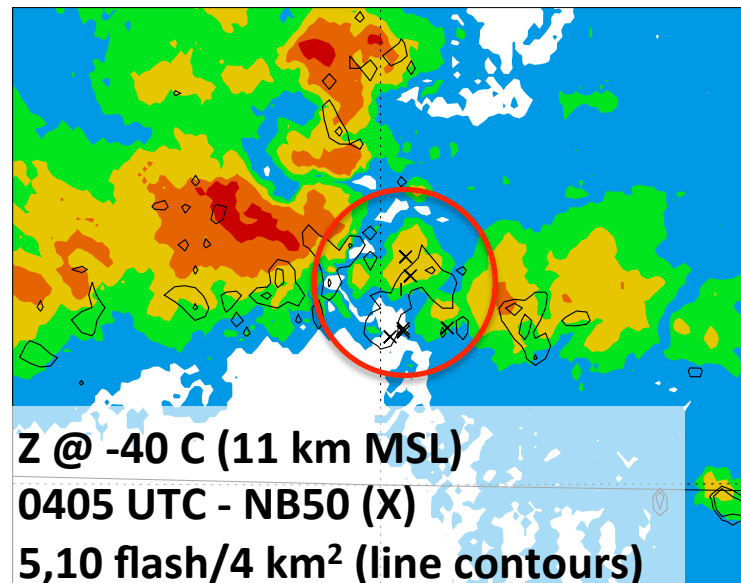 Z @ -40 C (11 km MSL)
0405 UTC - NB50 (X)
5,10 flash/4 km² (line contours)